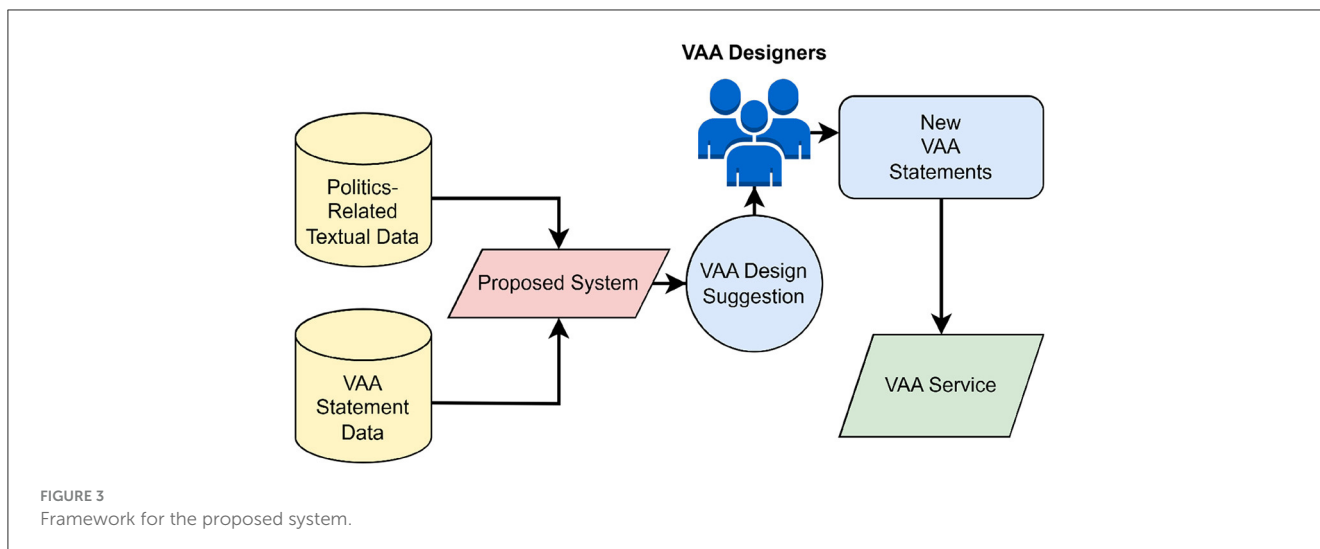 VAA Designers
Politics-
Related
Textual Data
New
VAA
Statements
Proposed System
VAA Design
Suggestion
VAA
Statement
Data
VAA Service
FIGURE 3
Framework for the proposed system.